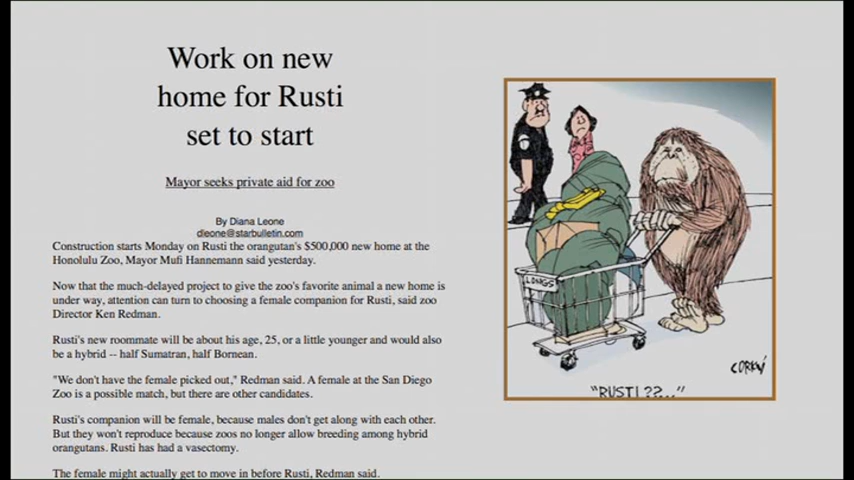 Work on new
home for Rusti
set to start
Mayor seeks private aid for zoo
By Diana Leone
dleone@starbulletin.com
Construction starts Monday on Rusti the orangutan's $500,000 new home at the
Honolulu Zoo, Mayor Mufi Hannemann said yesterday.
Now that the much-delayed project to give the zoo's favorite animal a new home is
under way, attention can turn to choosing a female companion for Rusti, said zoo
Director Ken Redman.
Rusti's new roommate will be about his age, 25, or a little younger and would also
be a hybrid -- half Sumatran, half Bornean.
"We don't have the female picked out," Redman said. A female at the San Diego
Zoo is a possible match, but there are other candidates.
Rusti's companion will be female, because males don't get along with each other.
But they won't reproduce because zoos no longer allow breeding among hybrid
orangutans. Rusti has had a vasectomy.
The female might actually get to move in before Rusti, Redman said.
LONGS
CORKY
"RUSTI ??..."